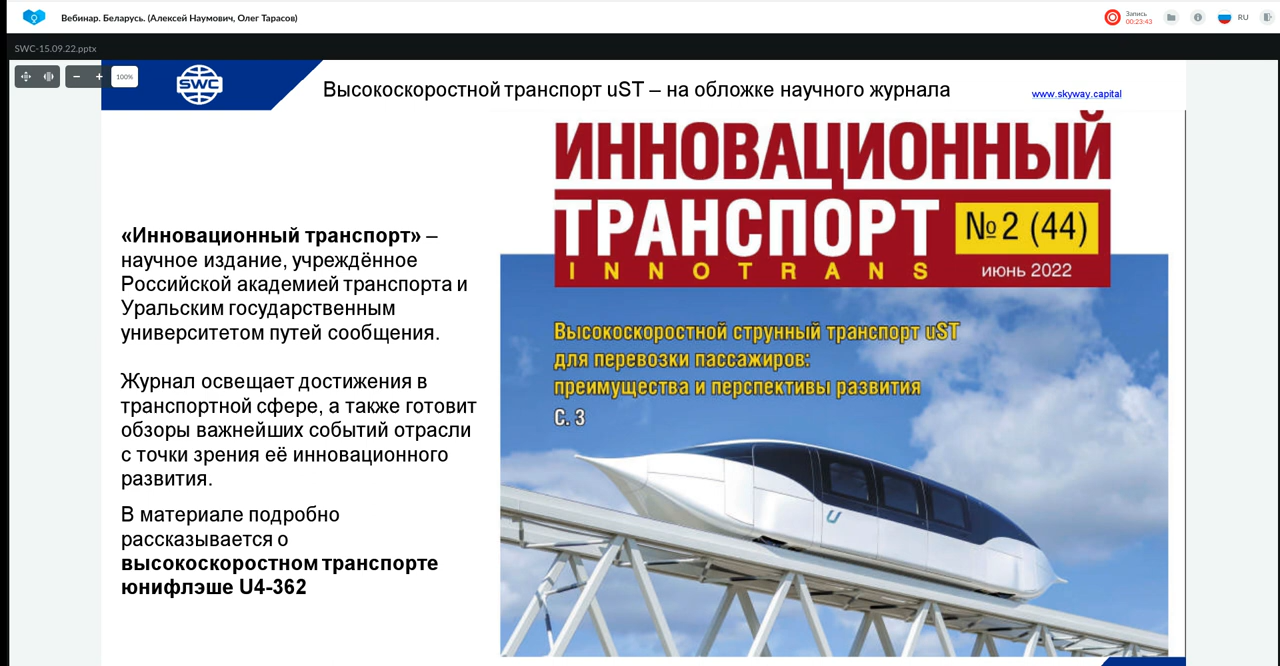 Вебинар. Беларусь. (Алексей Наумович, Олег Тарасов)
Запись
00:23:43
RU
SWC-15.09.22.pptx
100%
SWC
Высокоскоростной транспорт uST – на обложке научного журнала
www.skyway.capital
«Инновационный транспорт» –
научное издание, учреждённое
Российской академией транспорта и
Уральским государственным
университетом путей сообщения.
Журнал освещает достижения в
транспортной сфере, а также готовит
обзоры важнейших событий отрасли
с точки зрения её инновационного
развития.
В материале подробно
рассказывается о
высокоскоростном транспорте
юнифлэше U4-362
ИННОВАЦИОННЫЙ
ТРАНСПОРТ
№ 2 (44)
INNOTRANS
июнь 2022
Высокоскоростной струнный транспорт uST
для перевозки пассажиров:
преимущества и перспективы развития
С. 3
U